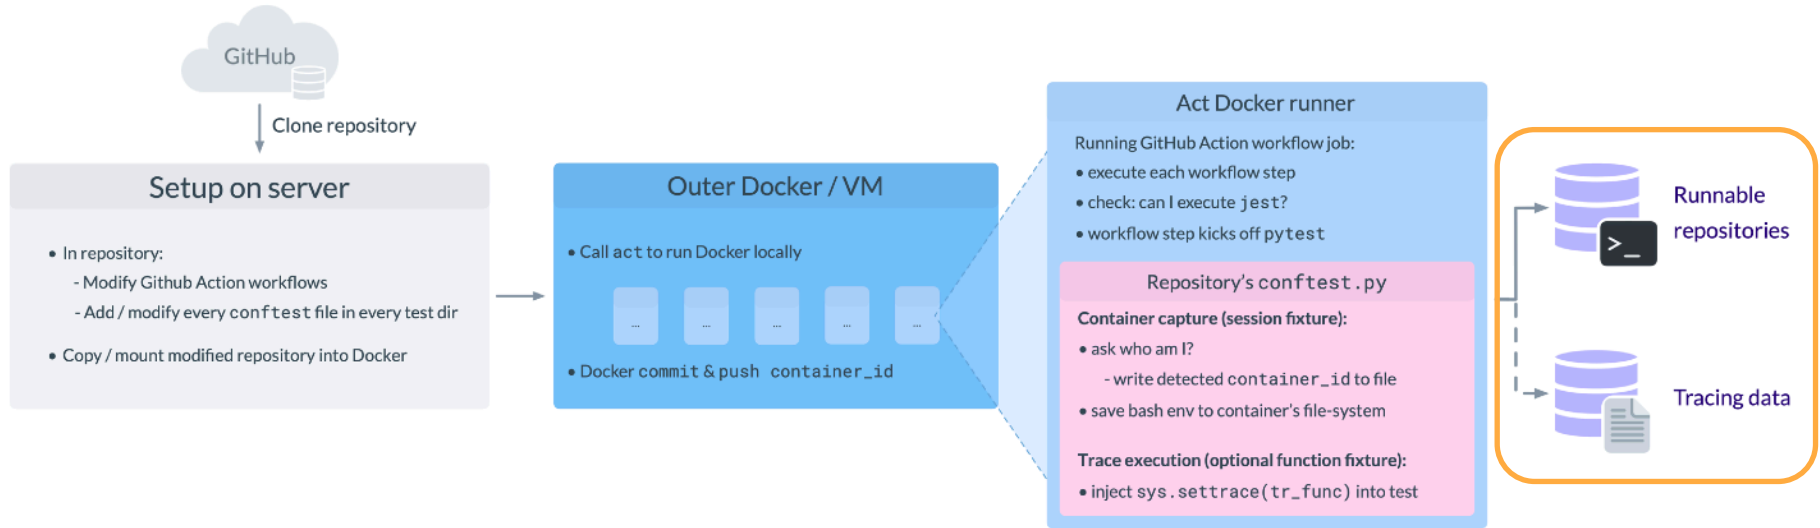 GitHub
Clone repository
Setup on server
• In repository:
- Modify Github Action workflows
- Add / modify every conftest file in every test dir
• Copy / mount modified repository into Docker
Outer Docker / VM
• Call act to run Docker locally
... ... ... ... ...
• Docker commit & push container_id
Act Docker runner
Running GitHub Action workflow job:
• execute each workflow step
• check: can I execute jest?
• workflow step kicks off pytest
Repository's conftest.py
Container capture (session fixture):
• ask who am I?
- write detected container_id to file
• save bash env to container's file-system
Trace execution (optional function fixture):
• inject sys.settrace(tr_func) into test
>_
Runnable
repositories
Tracing data